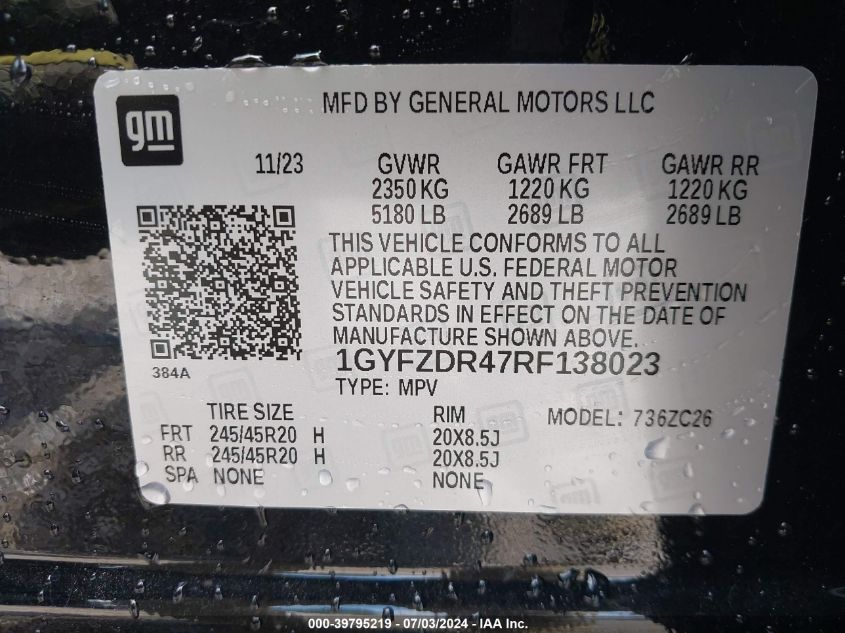 gm
MFD BY GENERAL MOTORS LLC
11/23 GVWR GAWR FRT GAWR RR
2350 KG 1220 KG 1220 KG
5180 LB 2689 LB 2689 LB
THIS VEHICLE CONFORMS TO ALL
APPLICABLE U.S. FEDERAL MOTOR
VEHICLE SAFETY AND THEFT PREVENTION
STANDARDS IN EFFECT ON THE DATE OF
MANUFACTURE SHOWN ABOVE.
1GYFZDR47RF138023
384A
TYPE: MPV
TIRE SIZE RIM MODEL: 736ZC26
FRT 245/45R20 H 20X8.5J
RR 245/45R20 H 20X8.5J
SPA NONE NONE
000-39795219 - 07/03/2024 - IAA Inc.